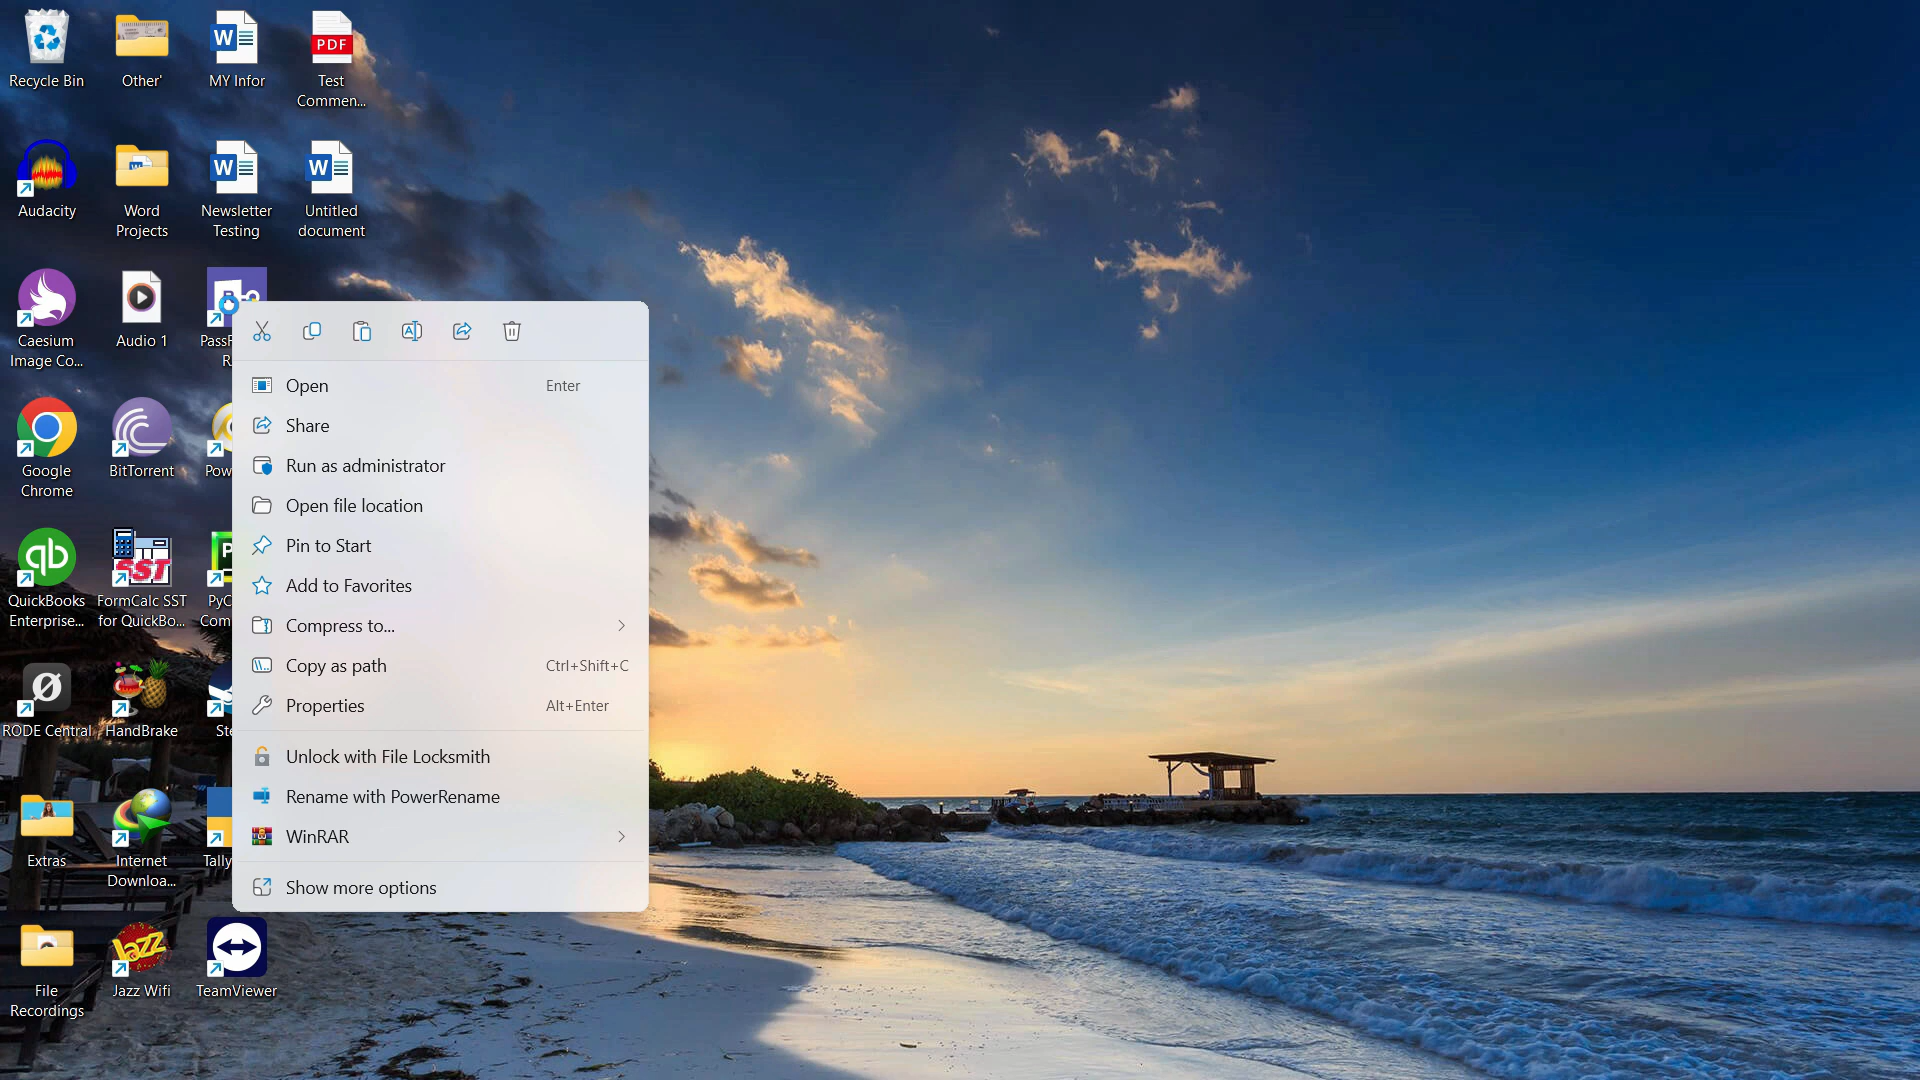 Recycle Bin
Other'
MY Infor
PDF
Test
Commen...
Audacity
Word
Projects
Newsletter
Testing
Untitled
document
Caesium
Image Co...
Audio 1
Google
Chrome
BitTorrent
QuickBooks
Enterprise...
SST
FormCalc SST
for QuickBo...
RODE Central
HandBrake
Extras
Internet
Downloa...
Tally
File
Recordings
Jazz
Jazz Wifi
TeamViewer
Open Enter
Share
Run as administrator
Open file location
Pin to Start
Add to Favorites
Compress to...
Copy as path Ctrl+Shift+C
Properties Alt+Enter
Unlock with File Locksmith
Rename with PowerRename
WinRAR
Show more options